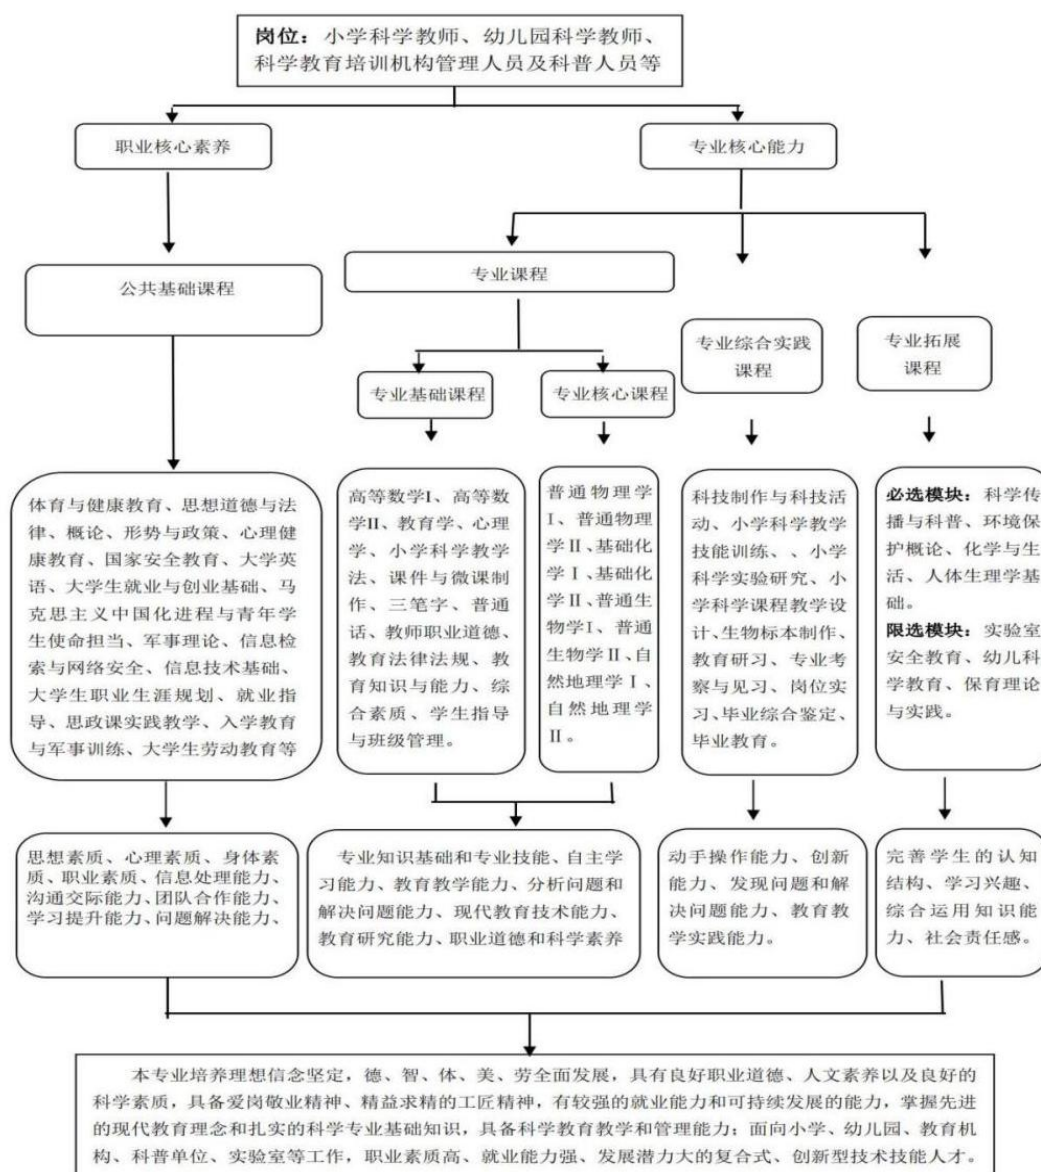 岗位：小学科学教师、幼儿园科学教师、
科学教育培训机构管理人员及科普人员等
职业核心素养
专业核心能力
公共基础课程
专业课程
专业综合实践
课程
专业拓展
课程
专业基础课程
专业核心课程
体育与健康教育、思想道德与法
律、概论、形势与政策、心理健
康教育、国家安全教育、大学英
语、大学生就业与创业基础、马
克思主义中国化进程与青年学
生使命担当、军事理论、信息检
索与网络安全、信息技术基础、
大学生职业生涯规划、就业指
导、思政课实践教学、入学教育
与军事训练、大学生劳动教育等
高等数学I、高等数
学II、教育学、心理
学、小学科学教学
法、课件与微课制
作、三笔字、普通
话、教师职业道德、
教育法律法规、教
育知识与能力、综
合素质、学生指导
与班级管理。
普通物理学
I、普通物理
学Ⅱ、基础化
学Ⅰ、基础化
学Ⅱ、普通生
物学I、普通
生物学Ⅱ、自
然地理学Ⅰ、
自然地理学
Ⅱ。
科技制作与科技活
动、小学科学教学
技能训练、、小学
科学实验研究、小
学科学课程教学设
计、生物标本制作、
教育研习、专业考
察与见习、岗位实
习、毕业综合鉴定、
毕业教育。
必选模块：科学传
播与科普、环境保
护概论、化学与生
活、人体生理学基
础。
限选模块：实验室
安全教育、幼儿科
学教育、保育理论
与实践。
思想素质、心理素质、身体素
质、职业素质、信息处理能力、
沟通交际能力、团队合作能力、
学习提升能力、问题解决能力、
专业知识基础和专业技能、自主学
习能力、教育教学能力、分析问题和
解决问题能力、现代教育技术能力、
教育研究能力、职业道德和科学素养
动手操作能力、创新
能力、发现问题和解
决问题能力、教育教
学实践能力。
完善学生的认知
结构、学习兴趣、
综合运用知识能
力、社会责任感。
本专业培养理想信念坚定，德、智、体、美、劳全面发展，具有良好职业道德、人文素养以及良好的
科学素质，具备爱岗敬业精神、精益求精的工匠精神，有较强的就业能力和可持续发展的能力，掌握先进
的现代教育理念和扎实的科学专业基础知识，具备科学教育教学和管理能力；面向小学、幼儿园、教育机
构、科普单位、实验室等工作，职业素质高、就业能力强、发展潜力大的复合式、创新型技术技能人才。